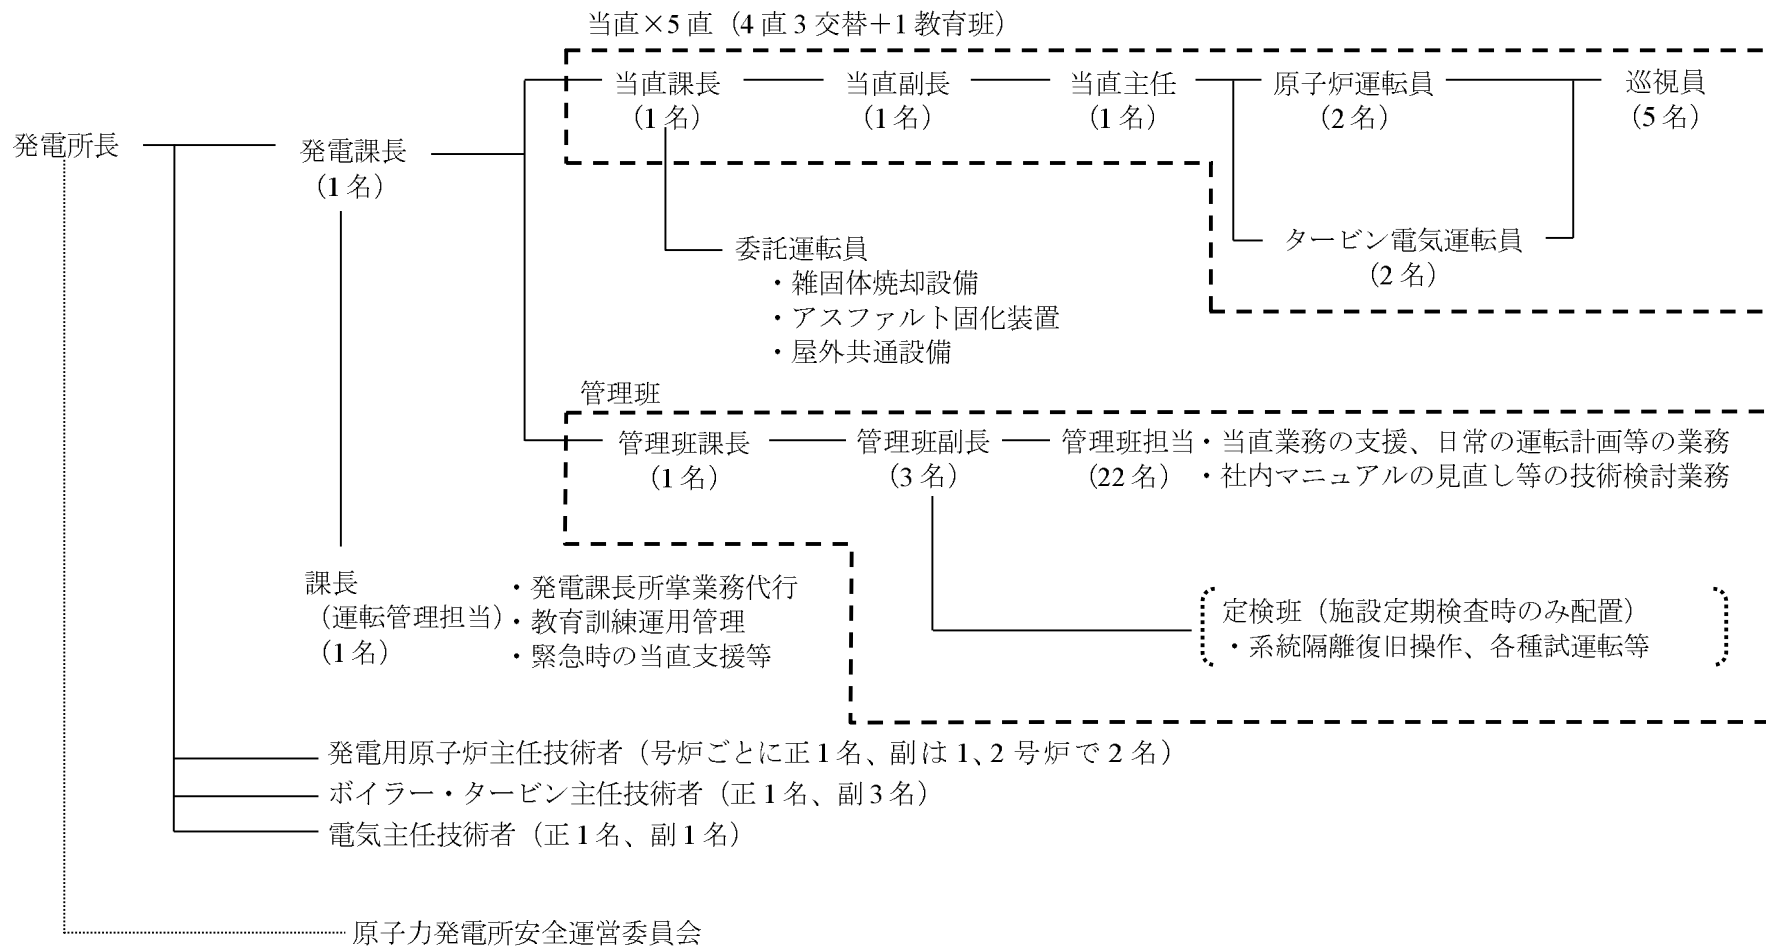 当直×5直（4直3交替＋1教育班）
発電所長
発電課長
（1名）
当直課長
（1名）
当直副長
（1名）
当直主任
（1名）
原子炉運転員
（2名）
巡視員
（5名）
タービン電気運転員
（2名）
委託運転員
・雑固体焼却設備
・アスファルト固化装置
・屋外共通設備
管理班
管理班課長
（1名）
管理班副長
（3名）
管理班担当
（22名）
・当直業務の支援、日常の運転計画等の業務
・社内マニュアルの見直し等の技術検討業務
課長
（運転管理担当）
（1名）
・発電課長所掌業務代行
・教育訓練運用管理
・緊急時の当直支援等
定検班（施設定期検査時のみ配置）
・系統隔離復旧操作、各種試運転等
発電用原子炉主任技術者（号炉ごとに正1名、副は1、2号炉で2名）
ボイラー・タービン主任技術者（正1名、副3名）
電気主任技術者（正1名、副1名）
原子力発電所安全運営委員会